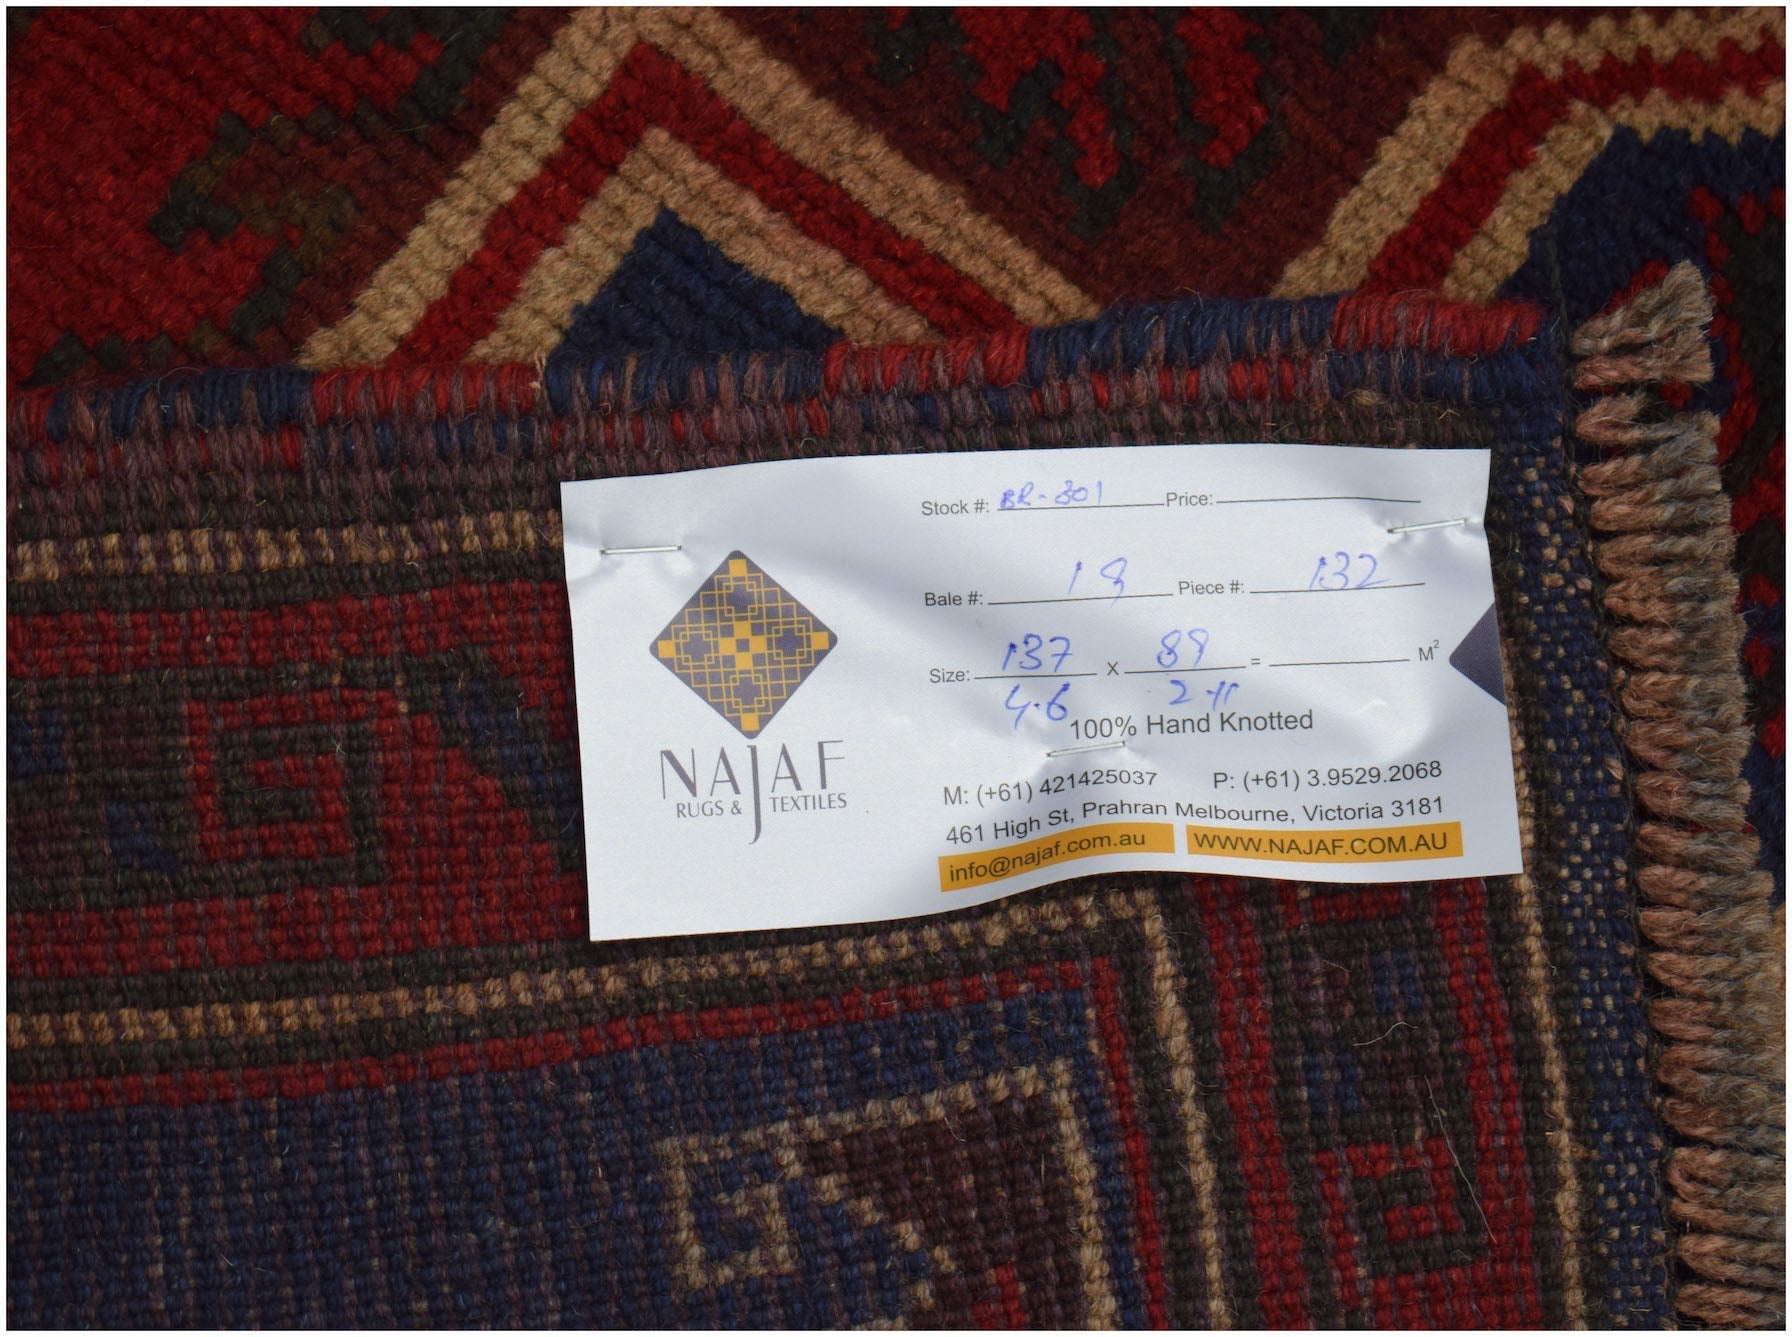 Stock #: BR-301 Price:
Bale #: 19 Piece #: 132
Size: 137 x 89 = M²
4.6 2.11
100% Hand Knotted
NAJAF
RUGS & TEXTILES
M: (+61) 421425037 P: (+61) 3.9529.2068
461 High St, Prahran Melbourne, Victoria 3181
info@najaf.com.au WWW.NAJAF.COM.AU